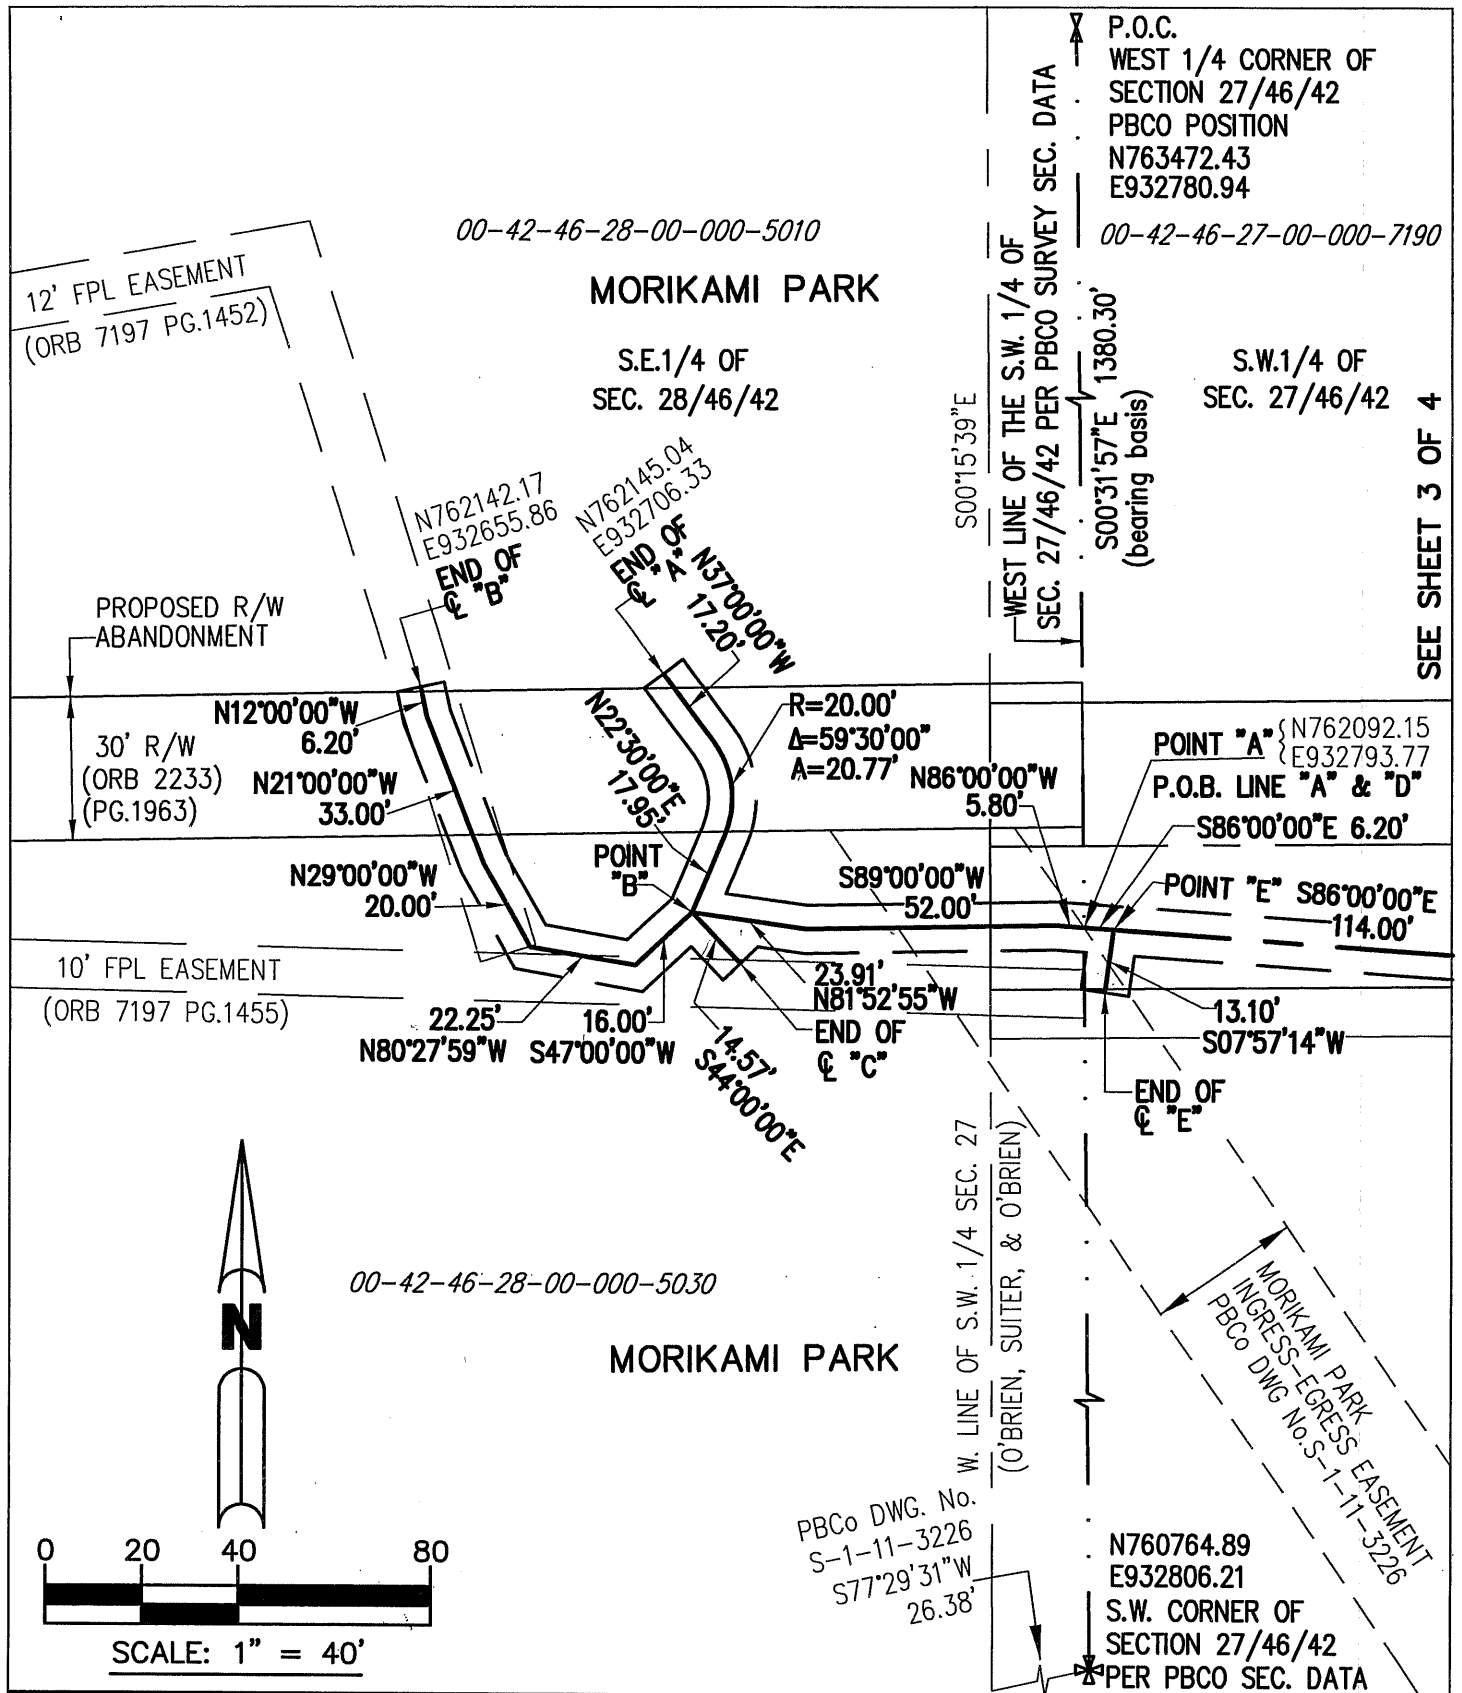 P.O.C.
WEST 1/4 CORNER OF
SECTION 27/46/42
PBCO POSITION
N763472.43
E932780.94
00-42-46-28-00-000-5010
00-42-46-27-00-000-7190
MORIKAMI PARK
12' FPL EASEMENT
(ORB 7197 PG.1452)
S.E.1/4 OF
SEC. 28/46/42
S.W.1/4 OF
SEC. 27/46/42
SEE SHEET 3 OF 4
S00°15'39"E
WEST LINE OF THE S.W. 1/4 OF
SEC. 27/46/42 PER PBCO SURVEY SEC. DATA
S00°31'57"E 1380.30'
(bearing basis)
N762142.17
E932655.86
END OF
℄ "B"
N762145.04
E932706.33
END OF
℄ "A"
N37°00'00"W
17.20'
PROPOSED R/W
ABANDONMENT
N12°00'00"W
6.20'
30' R/W
(ORB 2233)
(PG.1963)
N21°00'00"W
33.00'
N22°30'00"E
17.95'
R=20.00'
Δ=59°30'00"
A=20.77'
N86°00'00"W
5.80'
POINT "A" {N762092.15
E932793.77
P.O.B. LINE "A" & "D"
S86°00'00"E 6.20'
N29°00'00"W
20.00'
POINT
"B"
S89°00'00"W
52.00'
POINT "E"
S86°00'00"E
114.00'
10' FPL EASEMENT
(ORB 7197 PG.1455)
22.25'
N80°27'59"W
16.00'
S47°00'00"W
14.57'
S44°00'00"E
23.91'
N81°52'55"W
END OF
℄ "C"
13.10'
S07°57'14"W
END OF
℄ "E"
W. LINE OF S.W. 1/4 SEC. 27
(O'BRIEN, SUITER, & O'BRIEN)
N
00-42-46-28-00-000-5030
MORIKAMI PARK
MORIKAMI PARK
INGRESS-EGRESS EASEMENT
PBCo DWG No.S-1-11-3226
PBCo DWG. No.
S-1-11-3226
S77°29'31"W
26.38'
N760764.89
E932806.21
S.W. CORNER OF
SECTION 27/46/42
PER PBCO SEC. DATA
0 20 40 80
SCALE: 1" = 40'